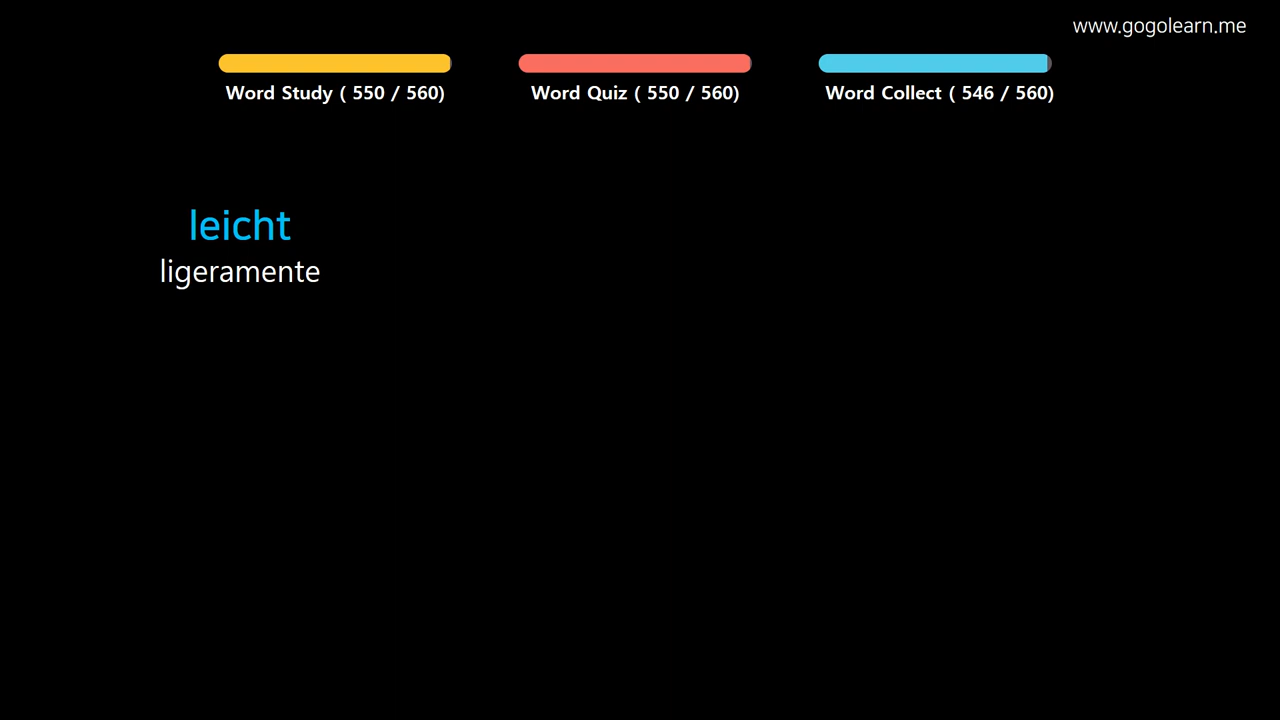 www.gogolearn.me
Word Study ( 550 / 560)
Word Quiz ( 550 / 560)
Word Collect ( 546 / 560)
leicht
ligeramente